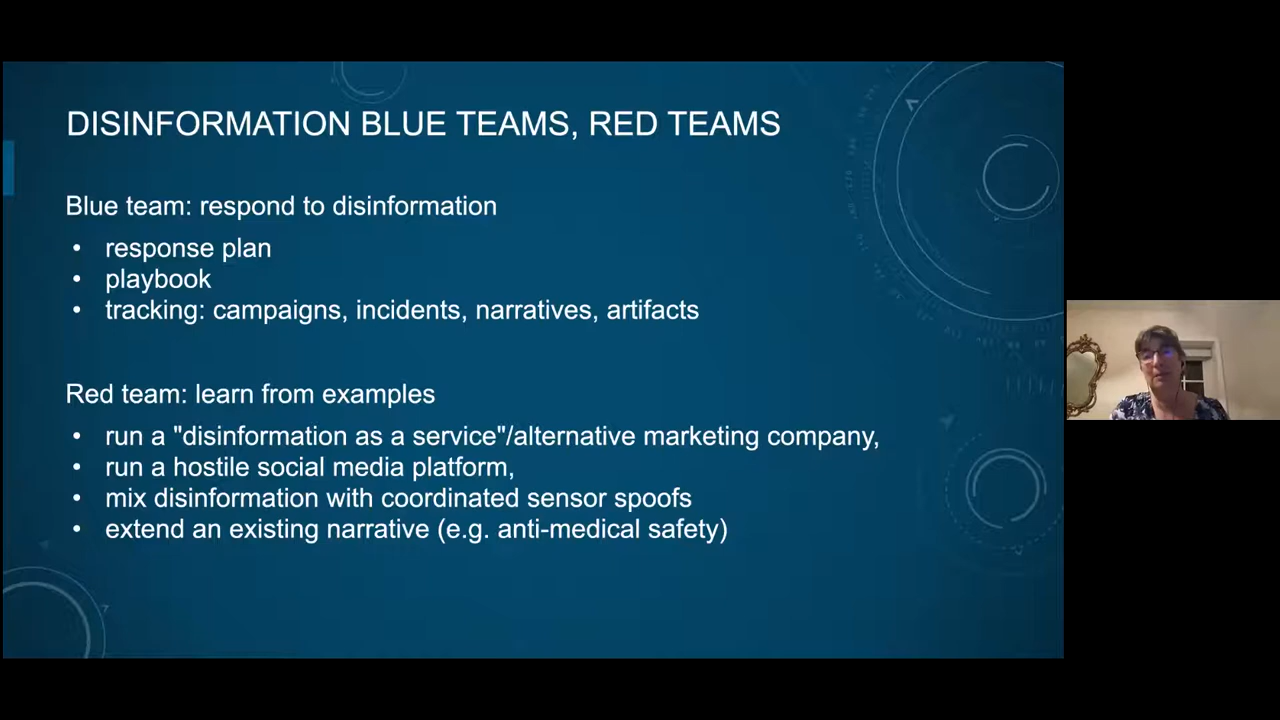 DISINFORMATION BLUE TEAMS, RED TEAMS
Blue team: respond to disinformation
• response plan
• playbook
• tracking: campaigns, incidents, narratives, artifacts
Red team: learn from examples
• run a "disinformation as a service"/alternative marketing company,
• run a hostile social media platform,
• mix disinformation with coordinated sensor spoofs
• extend an existing narrative (e.g. anti-medical safety)